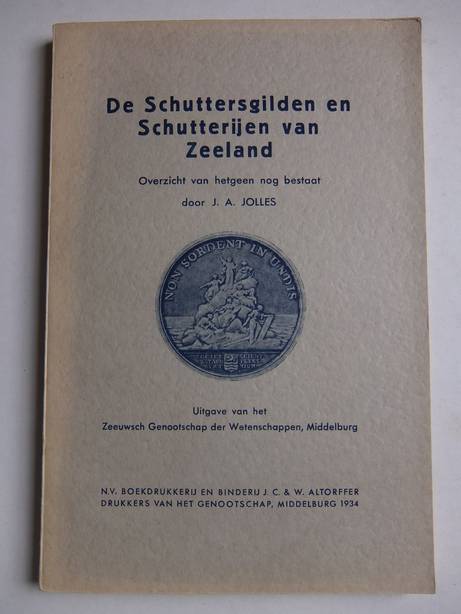 De Schuttersgilden en
Schutterijen van
Zeeland
Overzicht van hetgeen nog bestaat
door J. A. JOLLES
NON SORDENT IN UNDIS
Uitgave van het
Zeeuwsch Genootschap der Wetenschappen, Middelburg
N.V. BOEKDRUKKERIJ EN BINDERIJ J. C. & W. ALTORFFER
DRUKKERS VAN HET GENOOTSCHAP, MIDDELBURG 1934